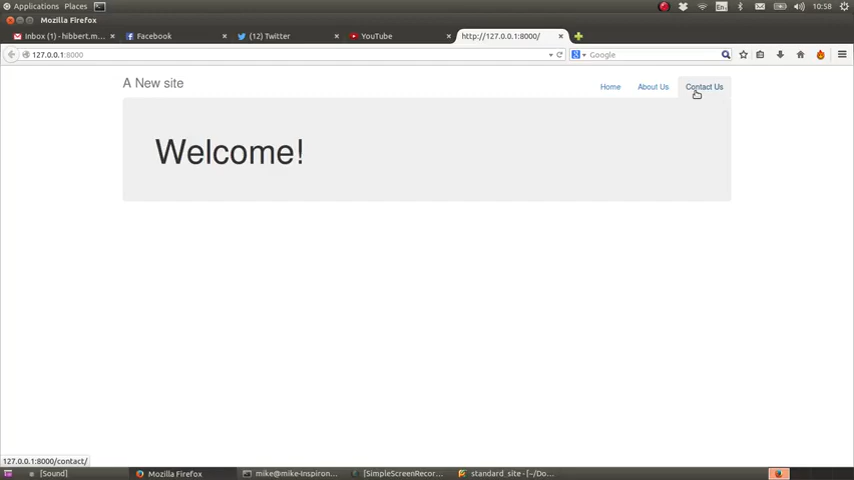 Applications Places
En
10:58
Mozilla Firefox
Inbox (1) - hibbert.m...
Facebook
(12) Twitter
YouTube
http://127.0.0.1:8000/
127.0.0.1:8000
Google
A New site
Home
About Us
Contact Us
Welcome!
127.0.0.1:8000/contact/
[Sound]
Mozilla Firefox
mike@mike-Inspiron...
[SimpleScreenRecor...
standard_site - [~/Do...